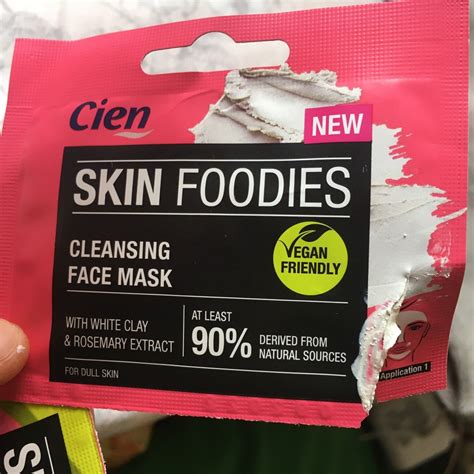 Cien
NEW
SKIN FOODIES
CLEANSING
FACE MASK
VEGAN
FRIENDLY
WITH WHITE CLAY
& ROSEMARY EXTRACT
AT LEAST
90%
DERIVED FROM
NATURAL SOURCES
FOR DULL SKIN
Application 1